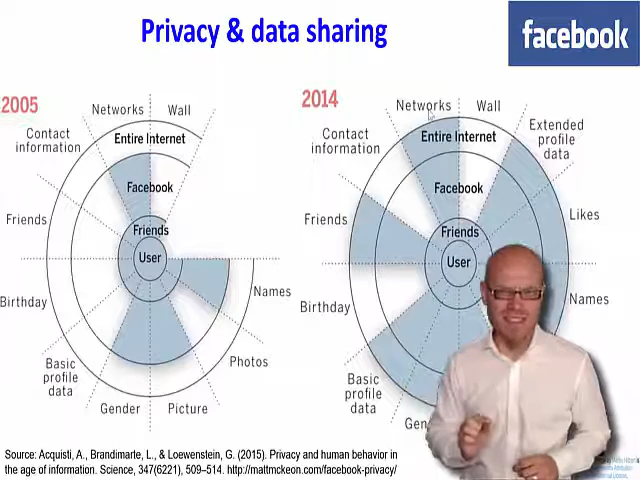 Privacy & data sharing
facebook
2005
Networks
Wall
Contact
information
Entire Internet
Facebook
Friends
Friends
User
Birthday
Names
Basic
profile
data
Photos
Gender
Picture
2014
Networks
Wall
Contact
information
Entire Internet
Extended
profile
data
Facebook
Friends
Likes
Friends
User
Birthday
Names
Basic
profile
data
Source: Acquisti, A., Brandimarte, L., & Loewenstein, G. (2015). Privacy and human behavior in
the age of information. Science, 347(6221), 509–514. http://mattmckeon.com/facebook-privacy/